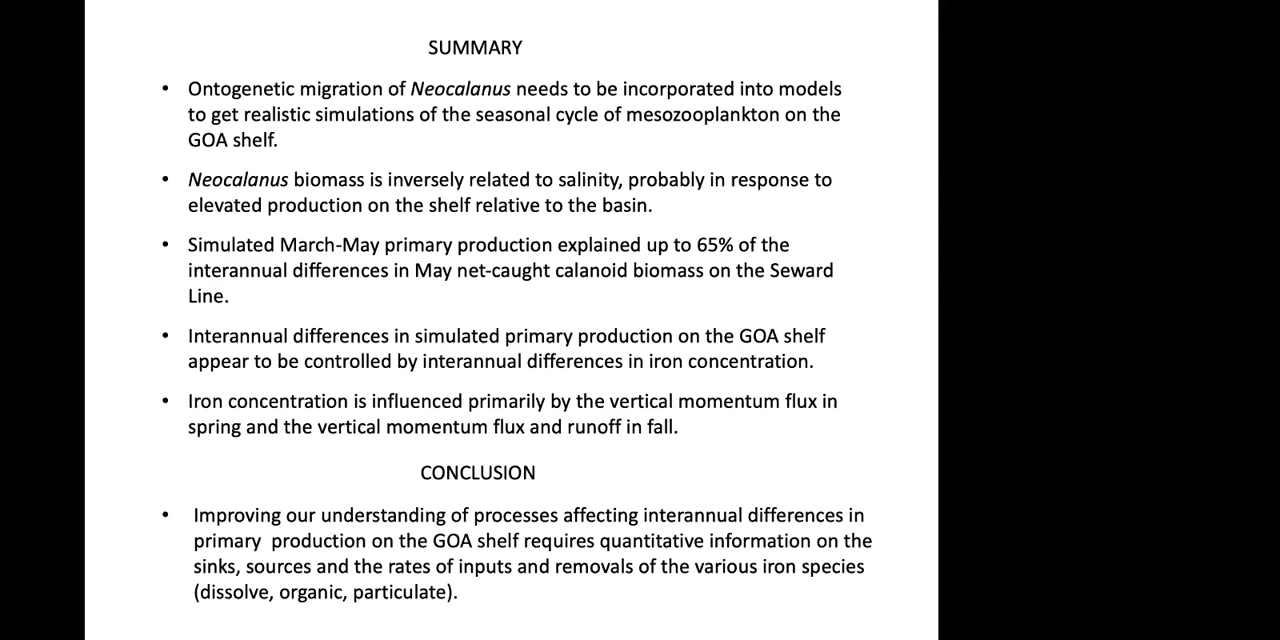 SUMMARY
• Ontogenetic migration of Neocalanus needs to be incorporated into models
to get realistic simulations of the seasonal cycle of mesozooplankton on the
GOA shelf.
• Neocalanus biomass is inversely related to salinity, probably in response to
elevated production on the shelf relative to the basin.
• Simulated March-May primary production explained up to 65% of the
interannual differences in May net-caught calanoid biomass on the Seward
Line.
• Interannual differences in simulated primary production on the GOA shelf
appear to be controlled by interannual differences in iron concentration.
• Iron concentration is influenced primarily by the vertical momentum flux in
spring and the vertical momentum flux and runoff in fall.
CONCLUSION
• Improving our understanding of processes affecting interannual differences in
primary  production on the GOA shelf requires quantitative information on the
sinks, sources and the rates of inputs and removals of the various iron species
(dissolve, organic, particulate).